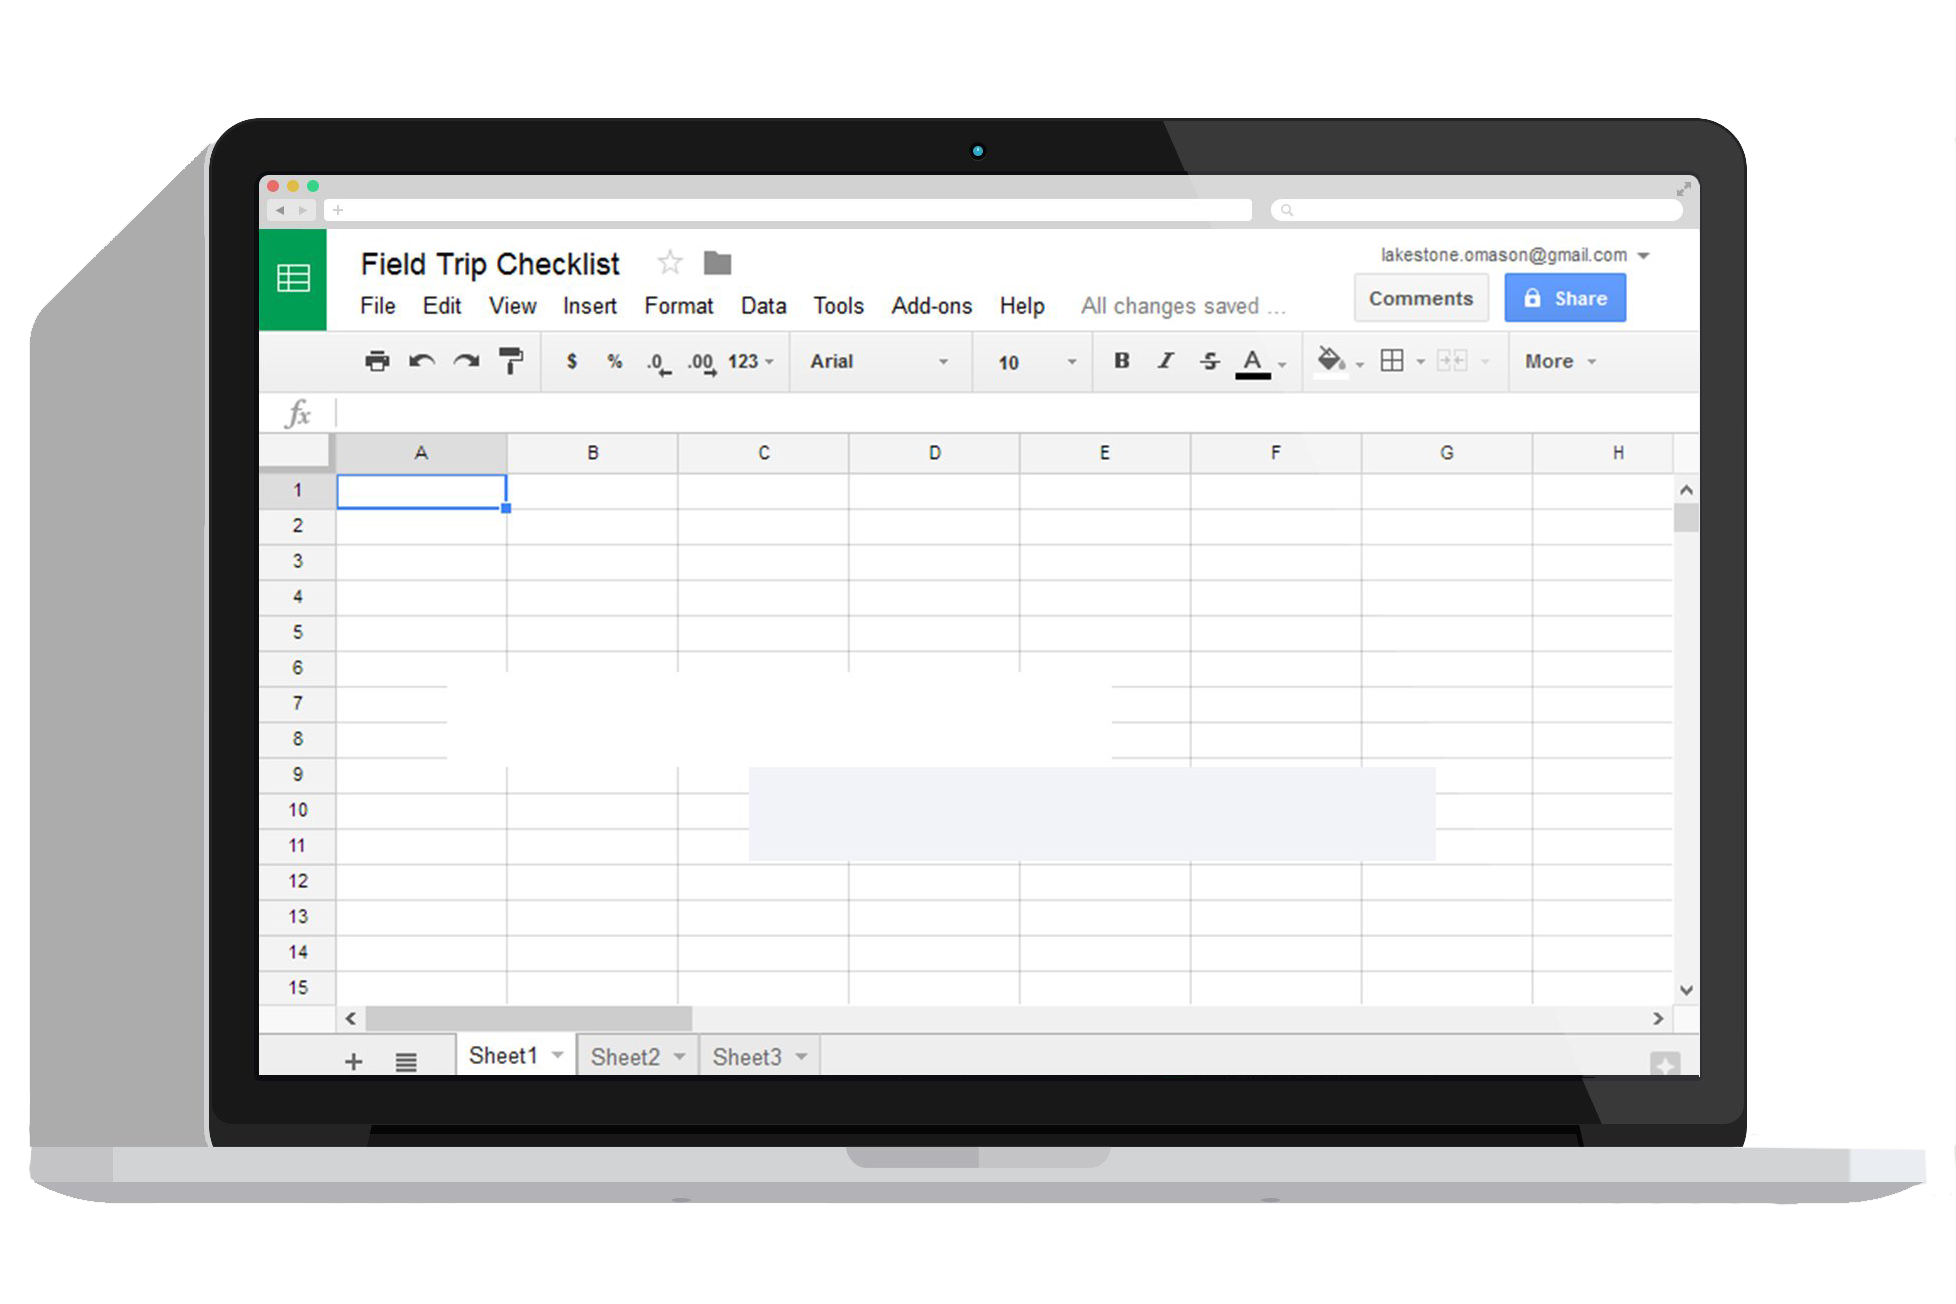 Field Trip Checklist
lakestone.omason@gmail.com
File Edit View Insert Format Data Tools Add-ons Help All changes saved ...
Comments Share
$ % .0 .00 123 Arial 10 B I S A More
fx
A B C D E F G H
1
2
3
4
5
6
7
8
9
10
11
12
13
14
15
+ Sheet1 Sheet2 Sheet3